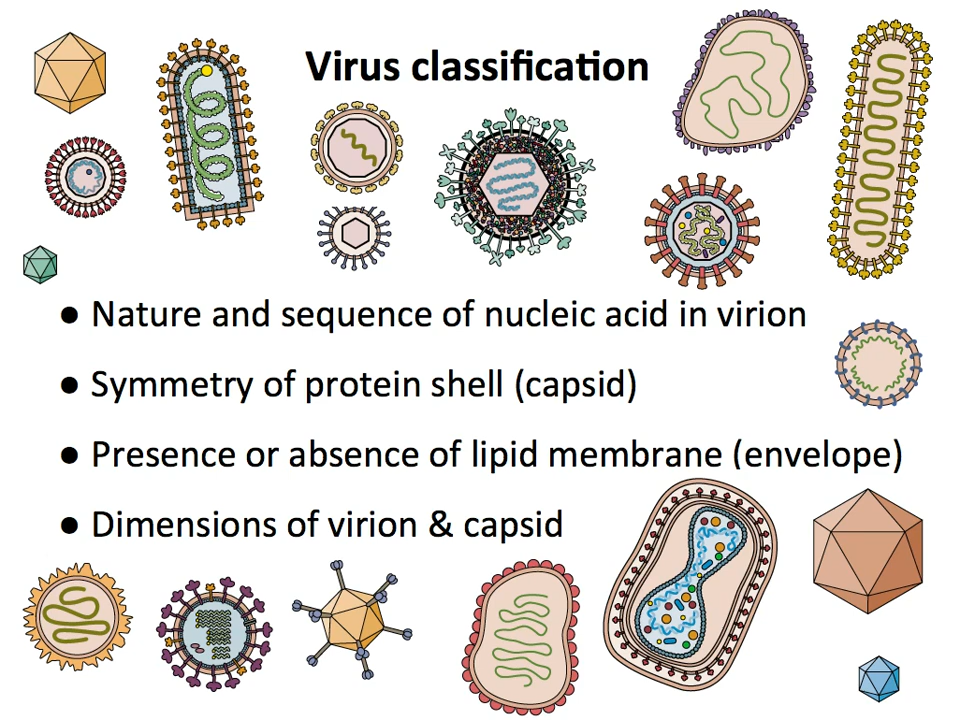 Virus classification
● Nature and sequence of nucleic acid in virion
● Symmetry of protein shell (capsid)
● Presence or absence of lipid membrane (envelope)
● Dimensions of virion & capsid